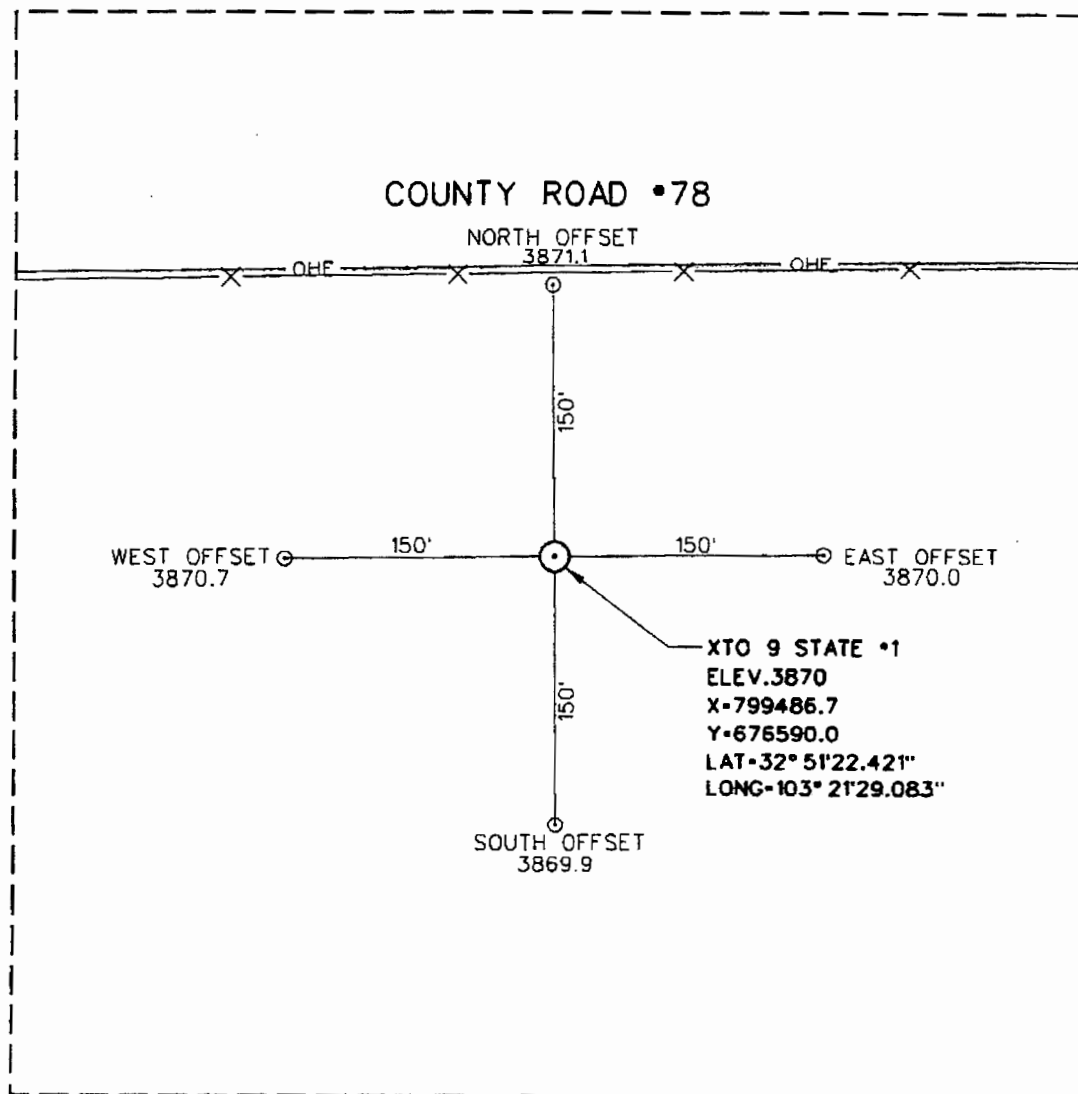 COUNTY ROAD •78
NORTH OFFSET
3871.1
OHE
OHE
150'
WEST OFFSET
3870.7
150'
150'
EAST OFFSET
3870.0
XTO 9 STATE •1
ELEV.3870
X=799486.7
Y=676590.0
LAT=32° 51'22.421"
LONG=103° 21'29.083"
150'
SOUTH OFFSET
3869.9